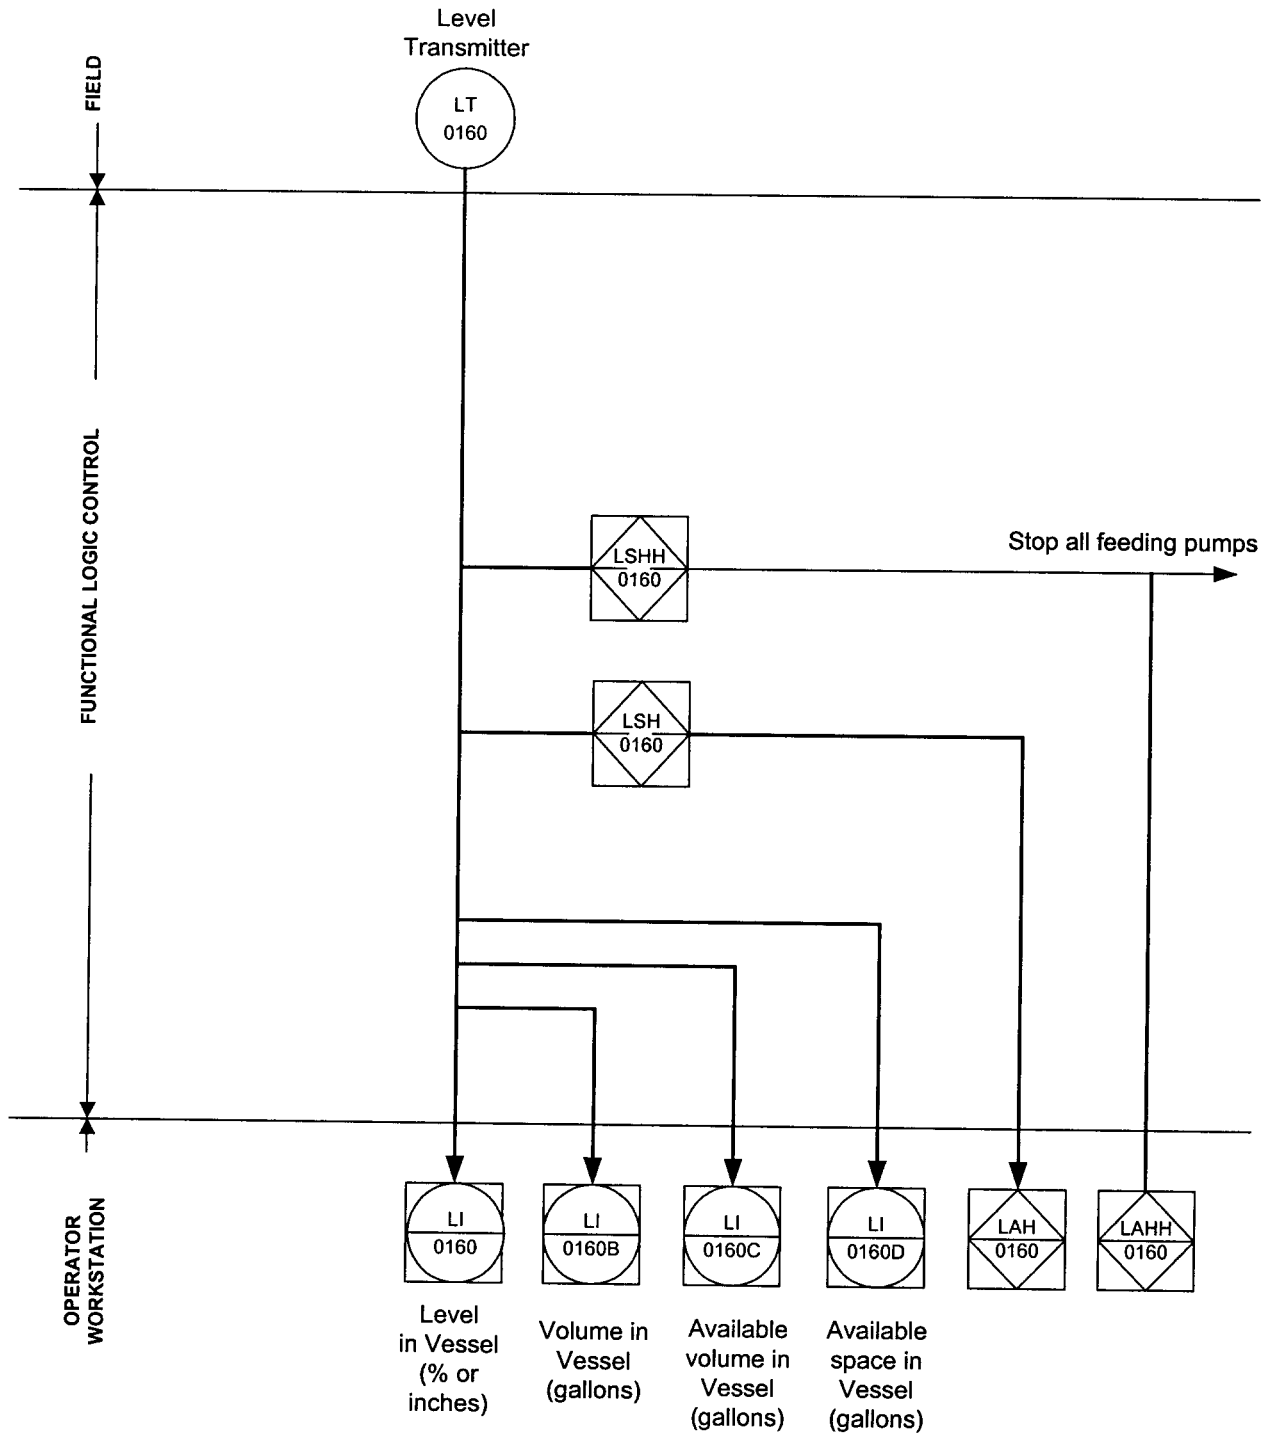 Level
Transmitter
LT
0160
FIELD
FUNCTIONAL LOGIC CONTROL
LSHH
0160
Stop all feeding pumps
LSH
0160
OPERATOR
WORKSTATION
LI
0160
LI
0160B
LI
0160C
LI
0160D
LAH
0160
LAHH
0160
Level
in Vessel
(% or
inches)
Volume in
Vessel
(gallons)
Available
volume in
Vessel
(gallons)
Available
space in
Vessel
(gallons)